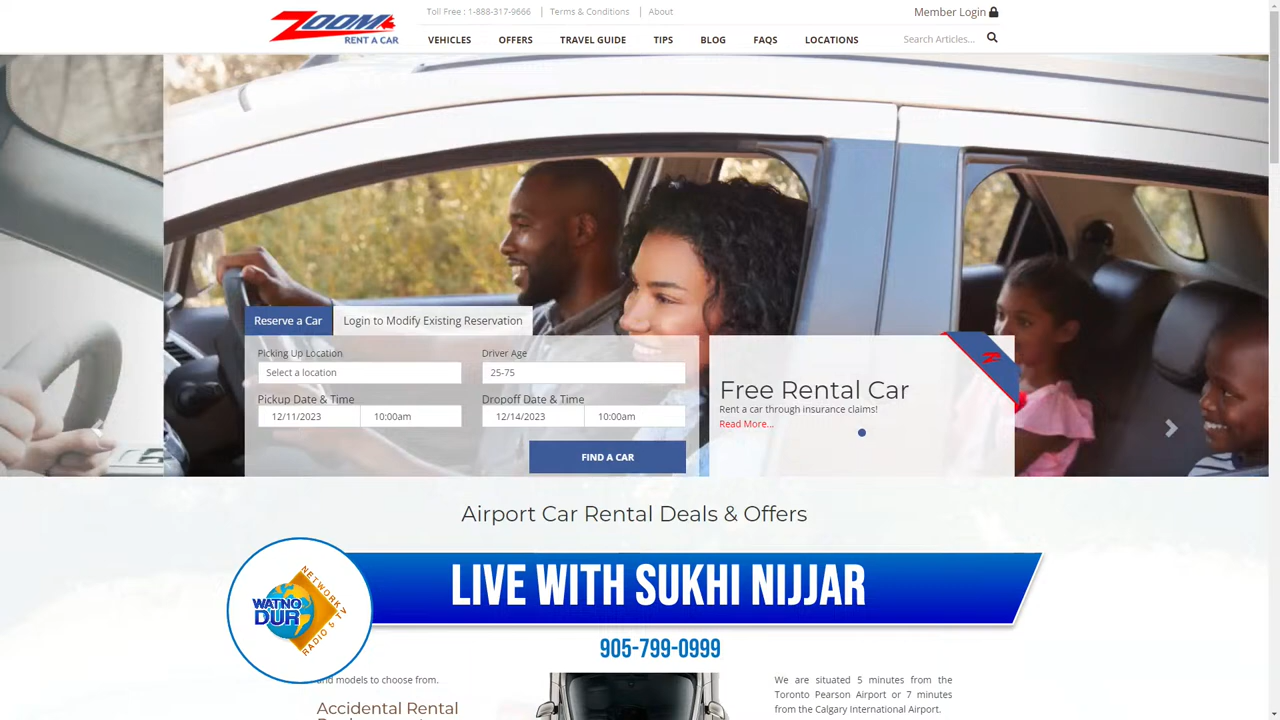 ZOOM
RENT A CAR
Toll Free : 1-888-317-9666
Terms & Conditions
About
Member Login
VEHICLES
OFFERS
TRAVEL GUIDE
TIPS
BLOG
FAQS
LOCATIONS
Search Articles...
Reserve a Car
Login to Modify Existing Reservation
Picking Up Location
Driver Age
Select a location
25-75
Pickup Date & Time
Dropoff Date & Time
12/11/2023
10:00am
12/14/2023
10:00am
FIND A CAR
Free Rental Car
Rent a car through insurance claims!
Read More...
Airport Car Rental Deals & Offers
LIVE WITH SUKHI NIJJAR
WATNO
DUR
NETWORK
RADIO & TV
905-799-0999
and models to choose from.
Accidental Rental
We are situated 5 minutes from the
Toronto Pearson Airport or 7 minutes
from the Calgary International Airport.